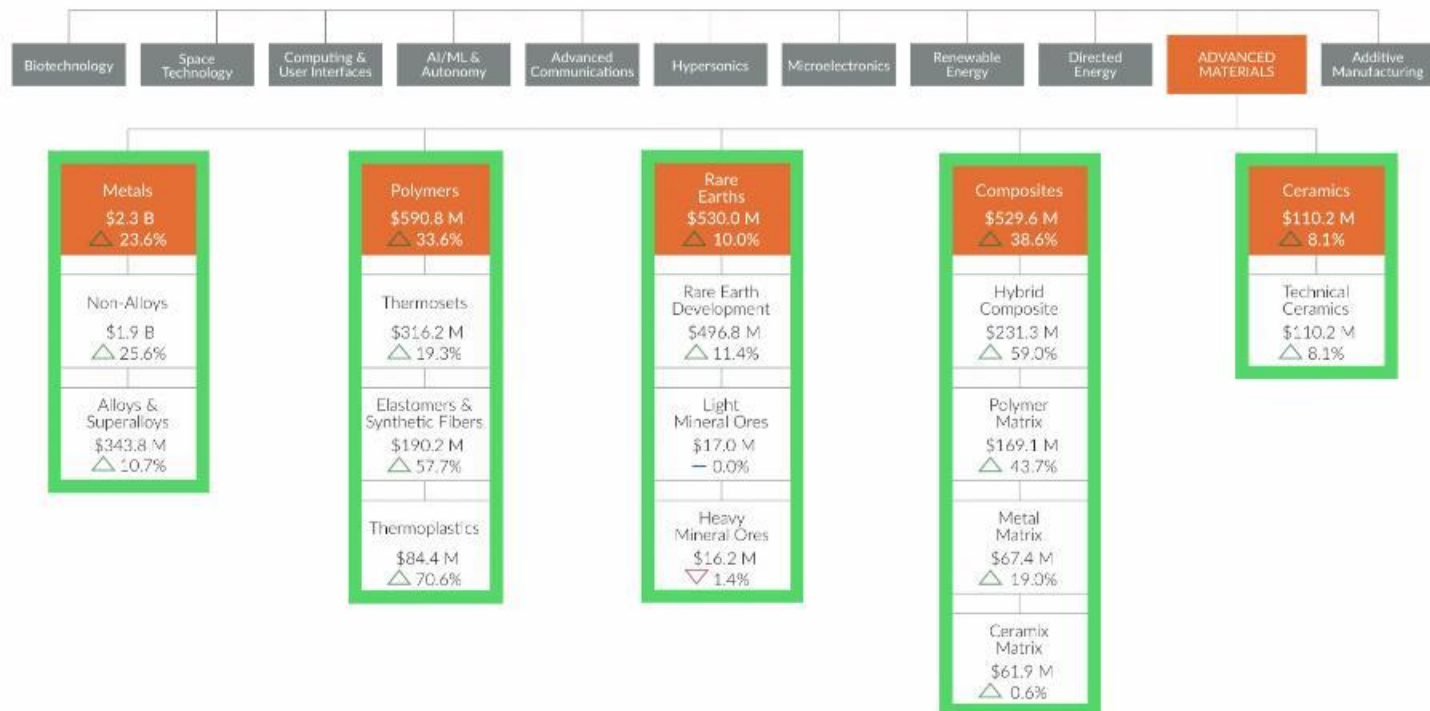 Biotechnology
Space
Technology
Computing &
User Interfaces
AI/ML &
Autonomy
Advanced
Communications
Hypersonics
Microelectronics
Renewable
Energy
Directed
Energy
ADVANCED
MATERIALS
Additive
Manufacturing
Metals
$2.3 B
23.6%
Non-Alloys
$1.9 B
25.6%
Alloys &
Superalloys
$343.8 M
10.7%
Polymers
$590.8 M
33.6%
Thermosets
$316.2 M
19.3%
Elastomers &
Synthetic Fibers
$190.2 M
57.7%
Thermoplastics
$84.4 M
70.6%
Rare
Earths
$530.0 M
10.0%
Rare Earth
Development
$496.8 M
11.4%
Light
Mineral Ores
$17.0 M
0.0%
Heavy
Mineral Ores
$16.2 M
1.4%
Composites
$529.6 M
38.6%
Hybrid
Composite
$231.3 M
59.0%
Polymer
Matrix
$169.1 M
43.7%
Metal
Matrix
$67.4 M
19.0%
Ceramix
Matrix
$61.9 M
0.6%
Ceramics
$110.2 M
8.1%
Technical
Ceramics
$110.2 M
8.1%